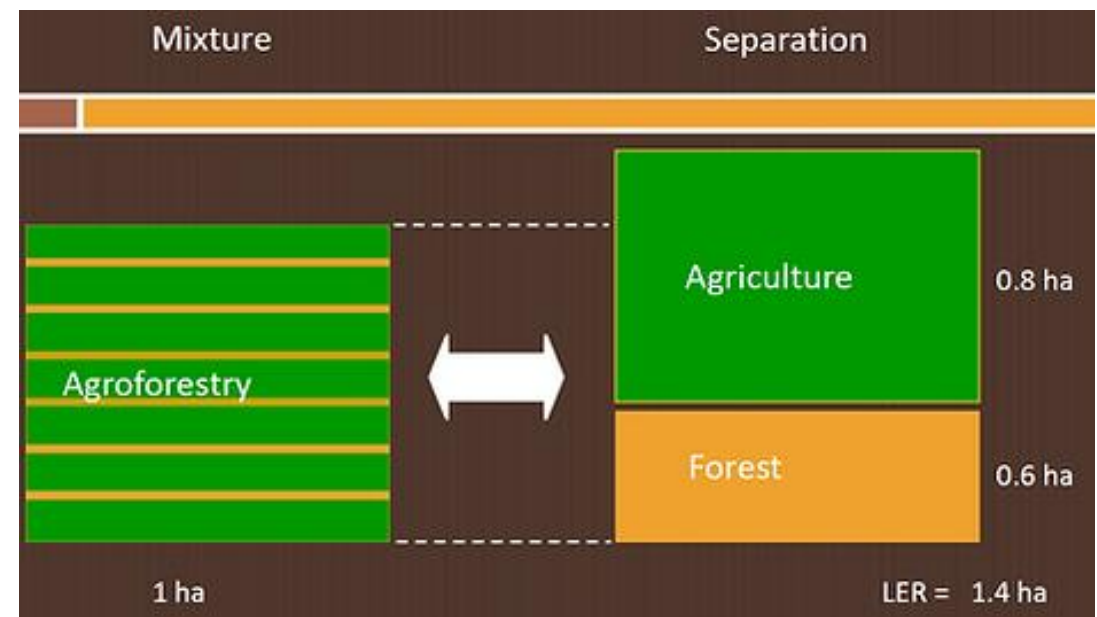 Mixture
Separation
Agroforestry
Agriculture
0.8 ha
Forest
0.6 ha
1 ha
LER = 1.4 ha